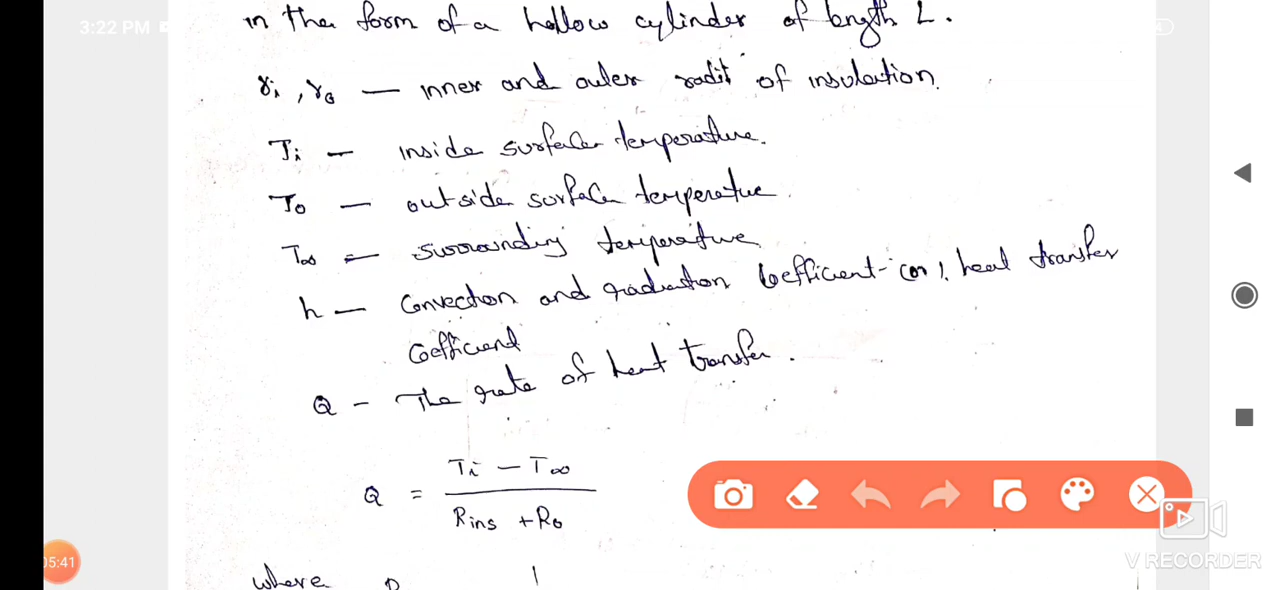 3:22 PM
in the form of a hollow cylinder of length L.
ri, ro — inner and outer radii of insulation.
Ti — inside surface temperature.
To — outside surface temperature.
T∞ — surrounding temperature
h — Convection and radiation Coefficient (or) heat transfer
Coefficient
Q - The rate of heat transfer.
Q = Ti - T∞
Rins + Ro
05:41
V RECORDER
where